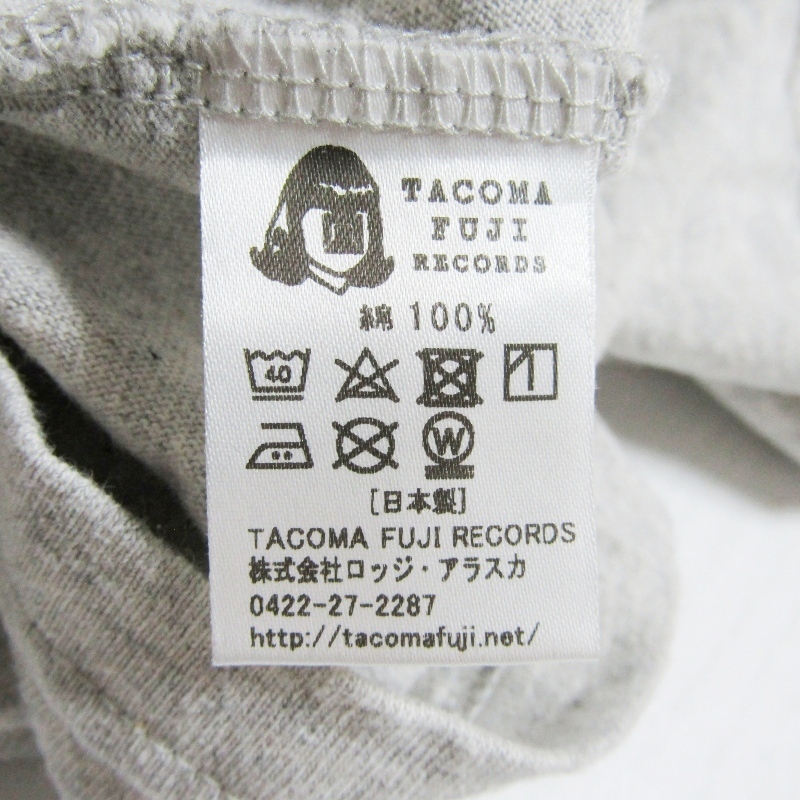 TACOMA
FUJI
RECORDS
綿 100%
40
W
[日本製]
TACOMA FUJI RECORDS
株式会社ロッジ・アラスカ
0422-27-2287
http://tacomafuji.net/